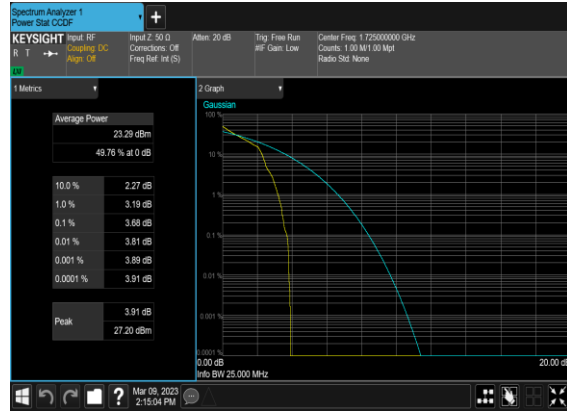 Spectrum Analyzer 1
Power Stat CCDF
+
KEYSIGHT
R T
Input: RF
Coupling: DC
Align: Off
Input Z: 50 Ω
Corrections: Off
Freq Ref: Int (S)
Atten: 20 dB
Trig: Free Run
#IF Gain: Low
Center Freq: 1.725000000 GHz
Counts: 1.00 M/1.00 Mpt
Radio Std: None
1 Metrics
Average Power
23.29 dBm
49.76 % at 0 dB
10.0 % 2.27 dB
1.0 % 3.19 dB
0.1 % 3.68 dB
0.01 % 3.81 dB
0.001 % 3.89 dB
0.0001 % 3.91 dB
Peak
3.91 dB
27.20 dBm
2 Graph
Gaussian
100 %
10 %
1 %
0.1 %
0.01 %
0.001 %
0.0001 %
0.00 dB
20.00 dB
Info BW 25.000 MHz
?
Mar 09, 2023
2:15:04 PM